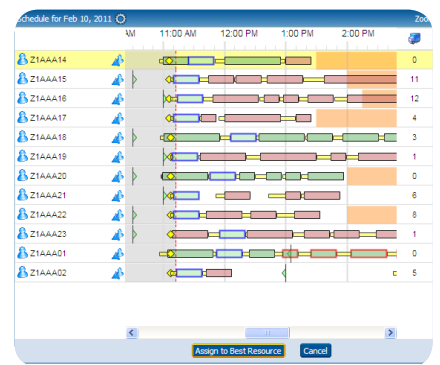 chedule for Feb 10, 2011 Zoo
AM 11:00 AM 12:00 PM 1:00 PM 2:00 PM
Z1AAA14 0
Z1AAA15 11
Z1AAA16 12
Z1AAA17 4
Z1AAA18 3
Z1AAA19 1
Z1AAA20 0
Z1AAA21 6
Z1AAA22 8
Z1AAA23 1
Z1AAA01 0
Z1AAA02 5
Assign to Best Resource Cancel